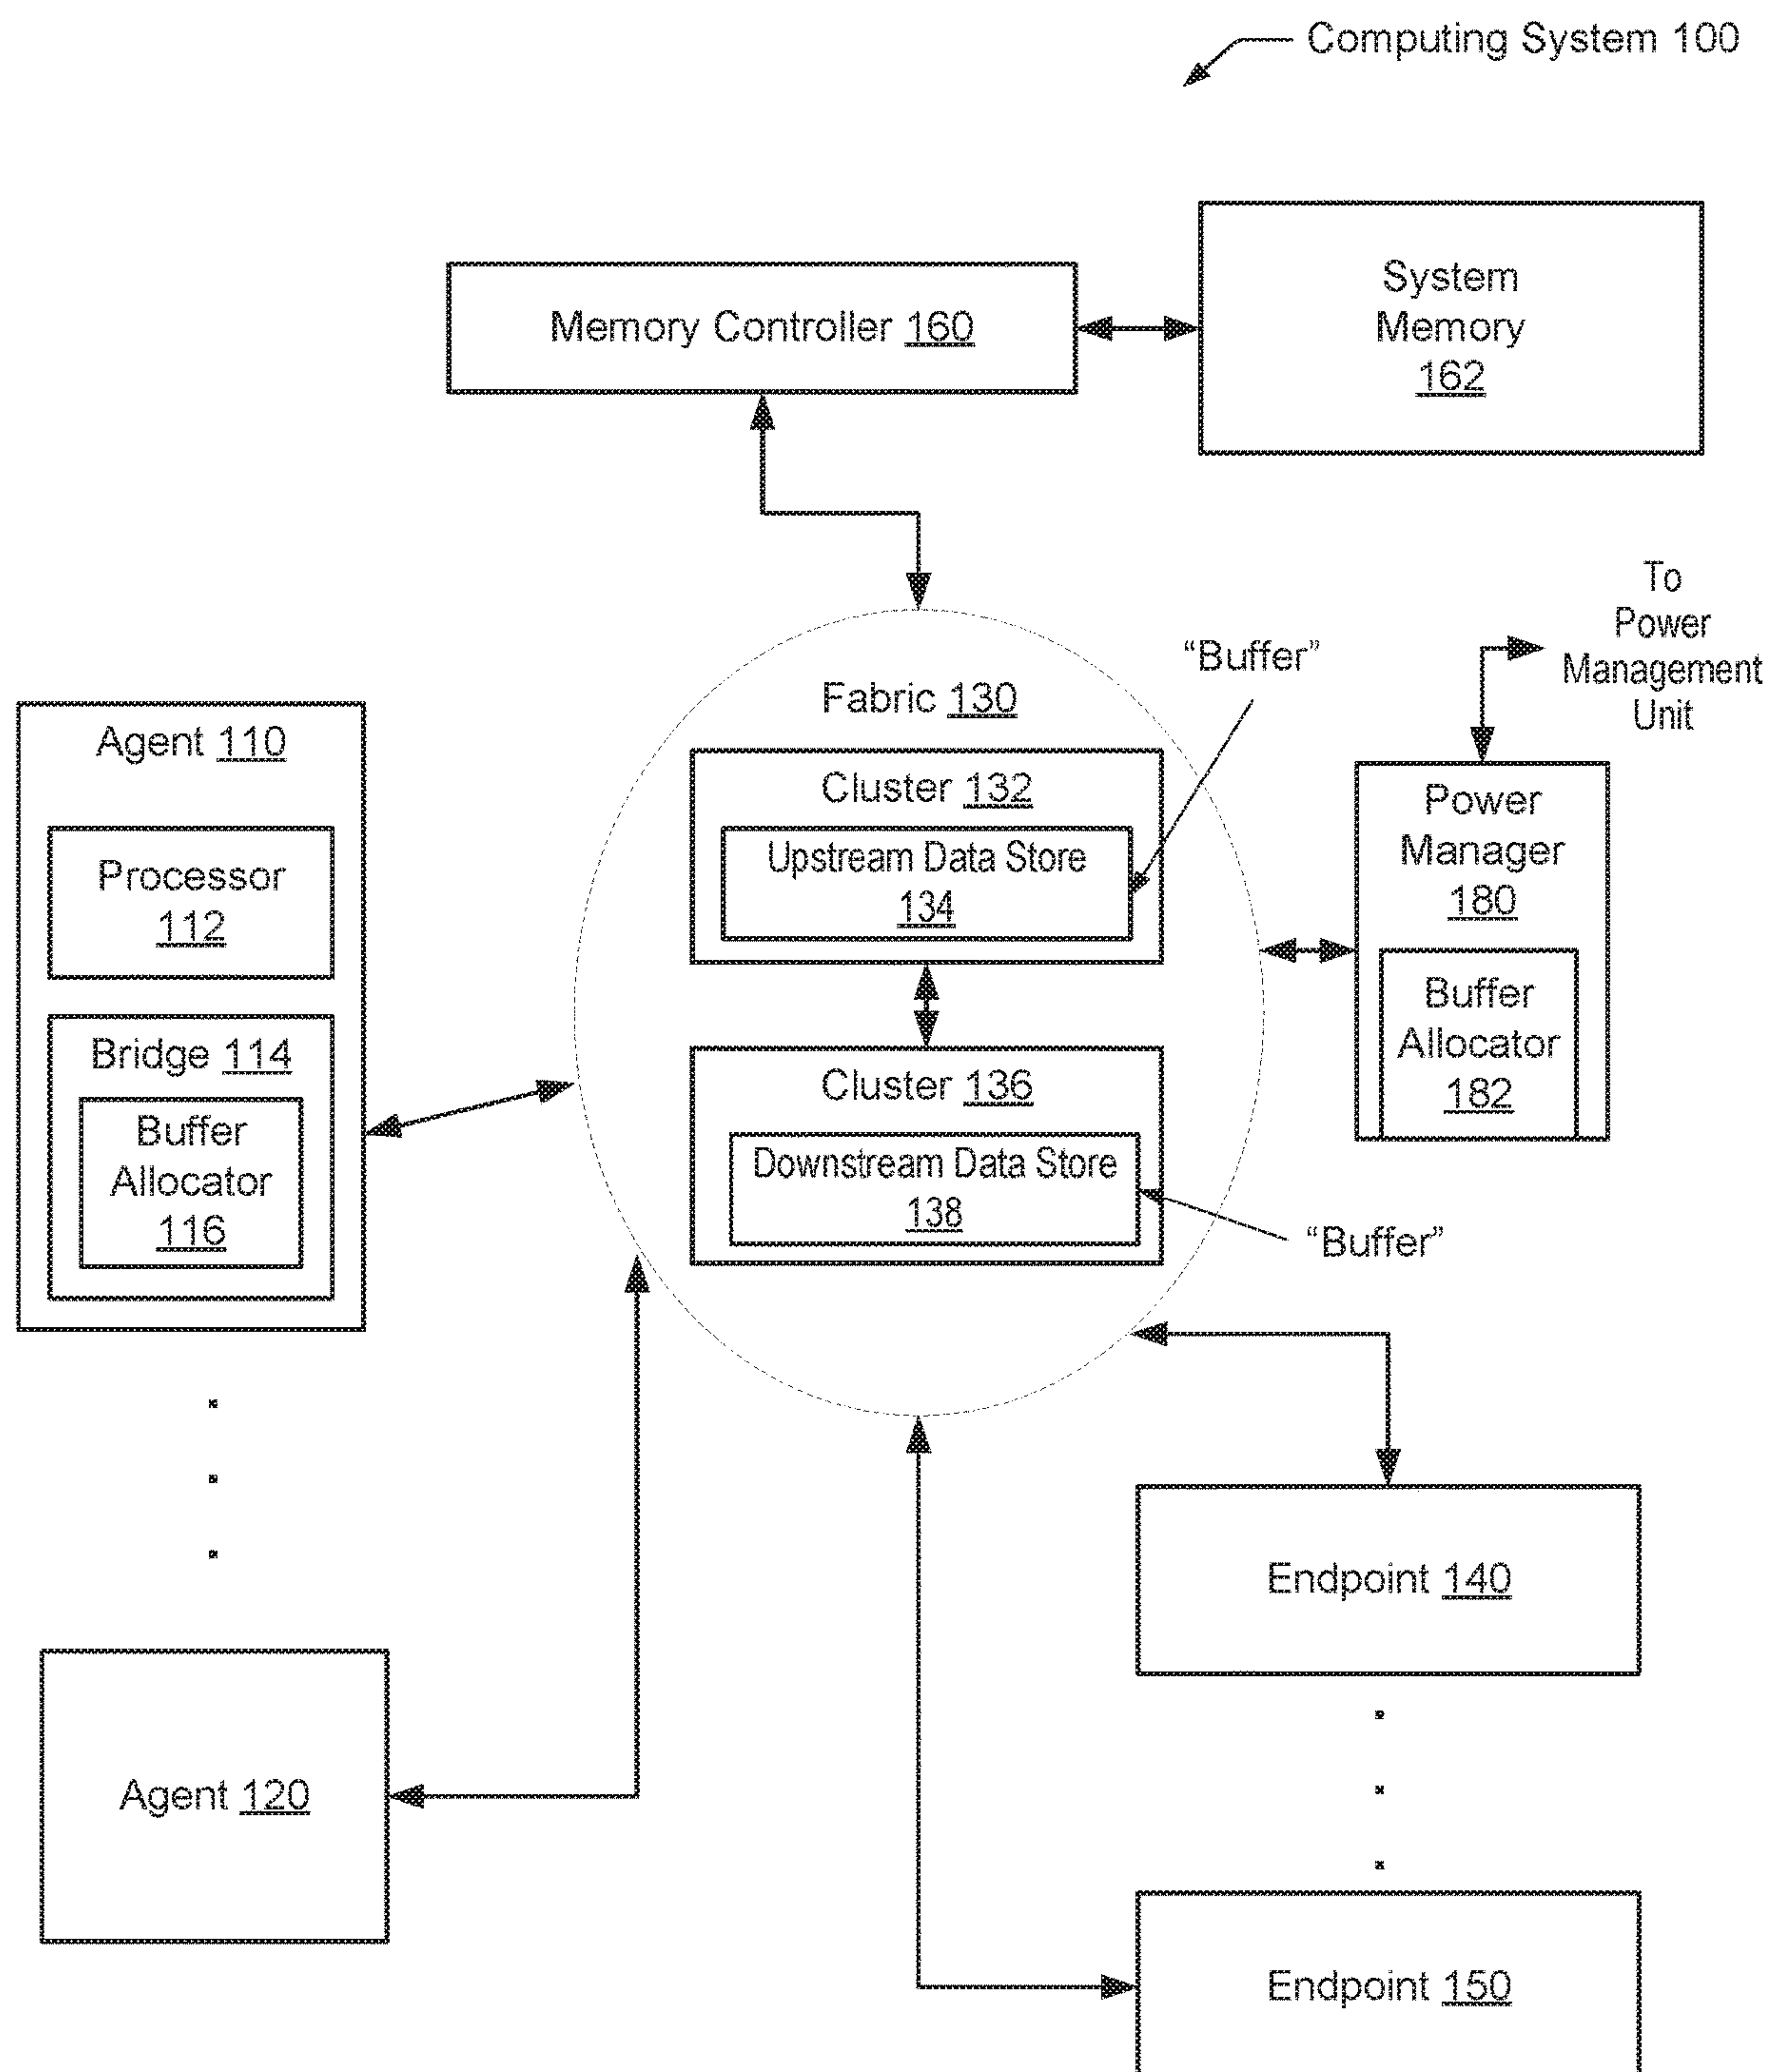 Computing System 100
Memory Controller 160
System
Memory
162
To
Power
Management
Unit
"Buffer"
Fabric 130
Agent 110
Processor
112
Bridge 114
Buffer
Allocator
116
Cluster 132
Upstream Data Store
134
Cluster 136
Downstream Data Store
138
"Buffer"
Power
Manager
180
Buffer
Allocator
182
Agent 120
Endpoint 140
Endpoint 150